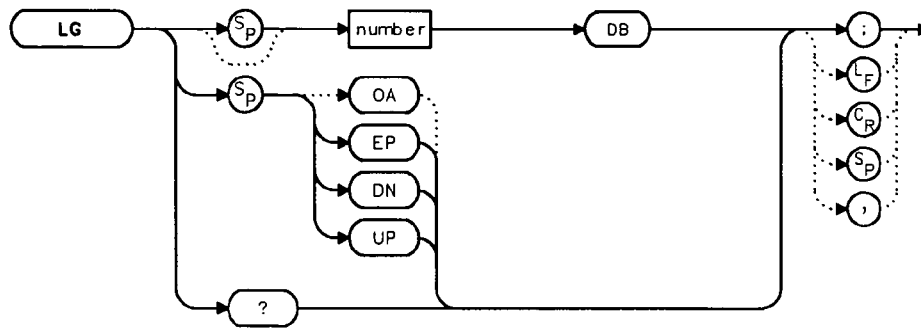 LG SP number DB ;
SP OA LF
EP CR
DN SP
UP ,
?